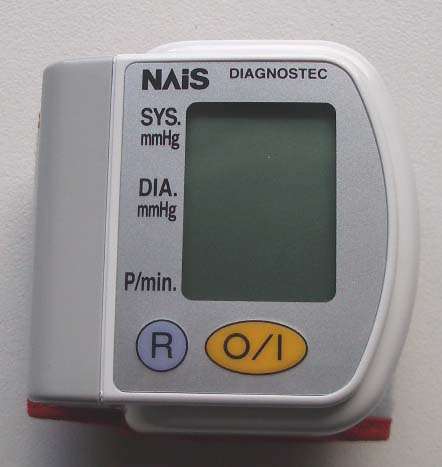 NAiS DIAGNOSTEC
SYS.
mmHg
DIA.
mmHg
P/min.
R O/I